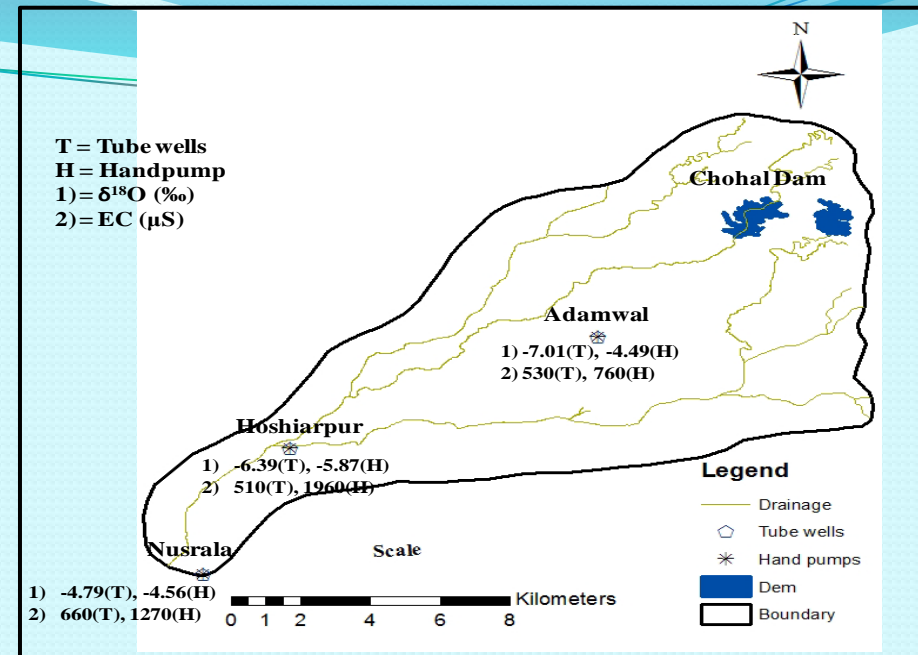 N
T = Tube wells
H = Handpump
1)= δ¹⁸O (‰)
2)= EC (µS)
Chohal Dam
Adamwal
1) -7.01(T), -4.49(H)
2) 530(T), 760(H)
Hoshiarpur
1) -6.39(T), -5.87(H)
2) 510(T), 1960(H)
Nusrala
1) -4.79(T), -4.56(H)
2) 660(T), 1270(H)
Scale
Kilometers
0 1 2 4 6 8
Legend
Drainage
Tube wells
Hand pumps
Dem
Boundary